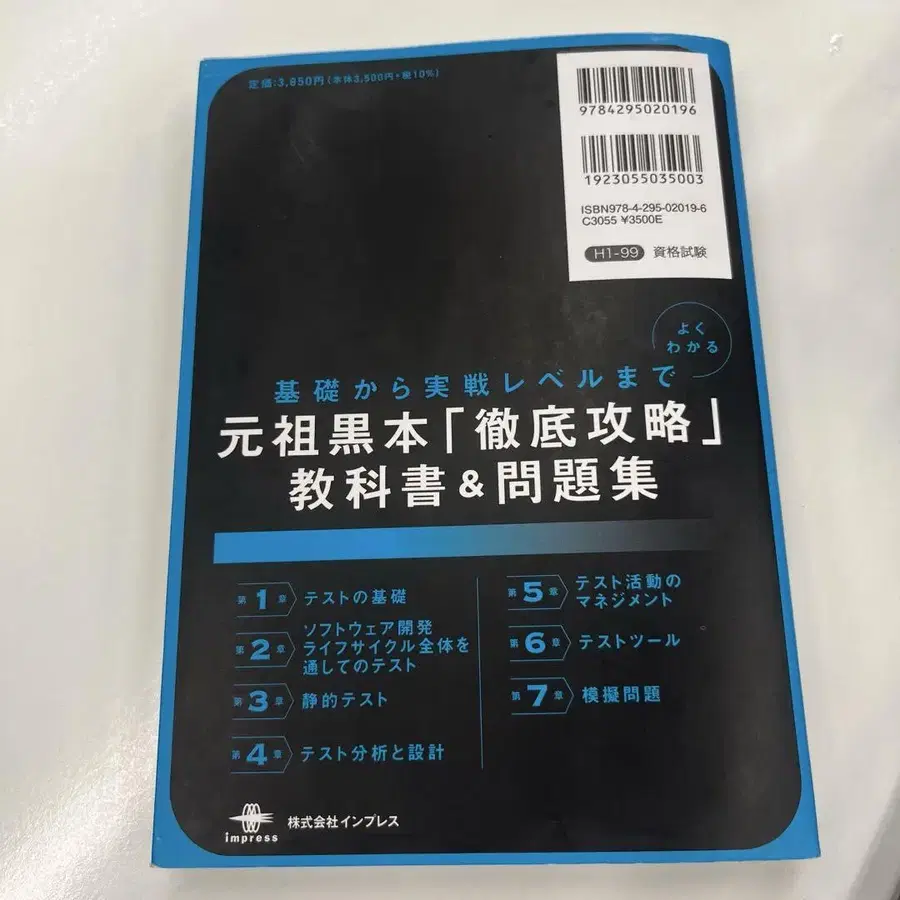 定価:3,850円(本体3,500円+税10%)
9784295020196
1923055035003
ISBN978-4-295-02019-6
C3055 ¥3500E
H1-99 資格試験
よく
わかる
基礎から実戦レベルまで
元祖黒本「徹底攻略」
教科書&問題集
第1章 テストの基礎
第2章 ソフトウェア開発
ライフサイクル全体を
通してのテスト
第3章 静的テスト
第4章 テスト分析と設計
第5章 テスト活動の
マネジメント
第6章 テストツール
第7章 模擬問題
impress 株式会社インプレス